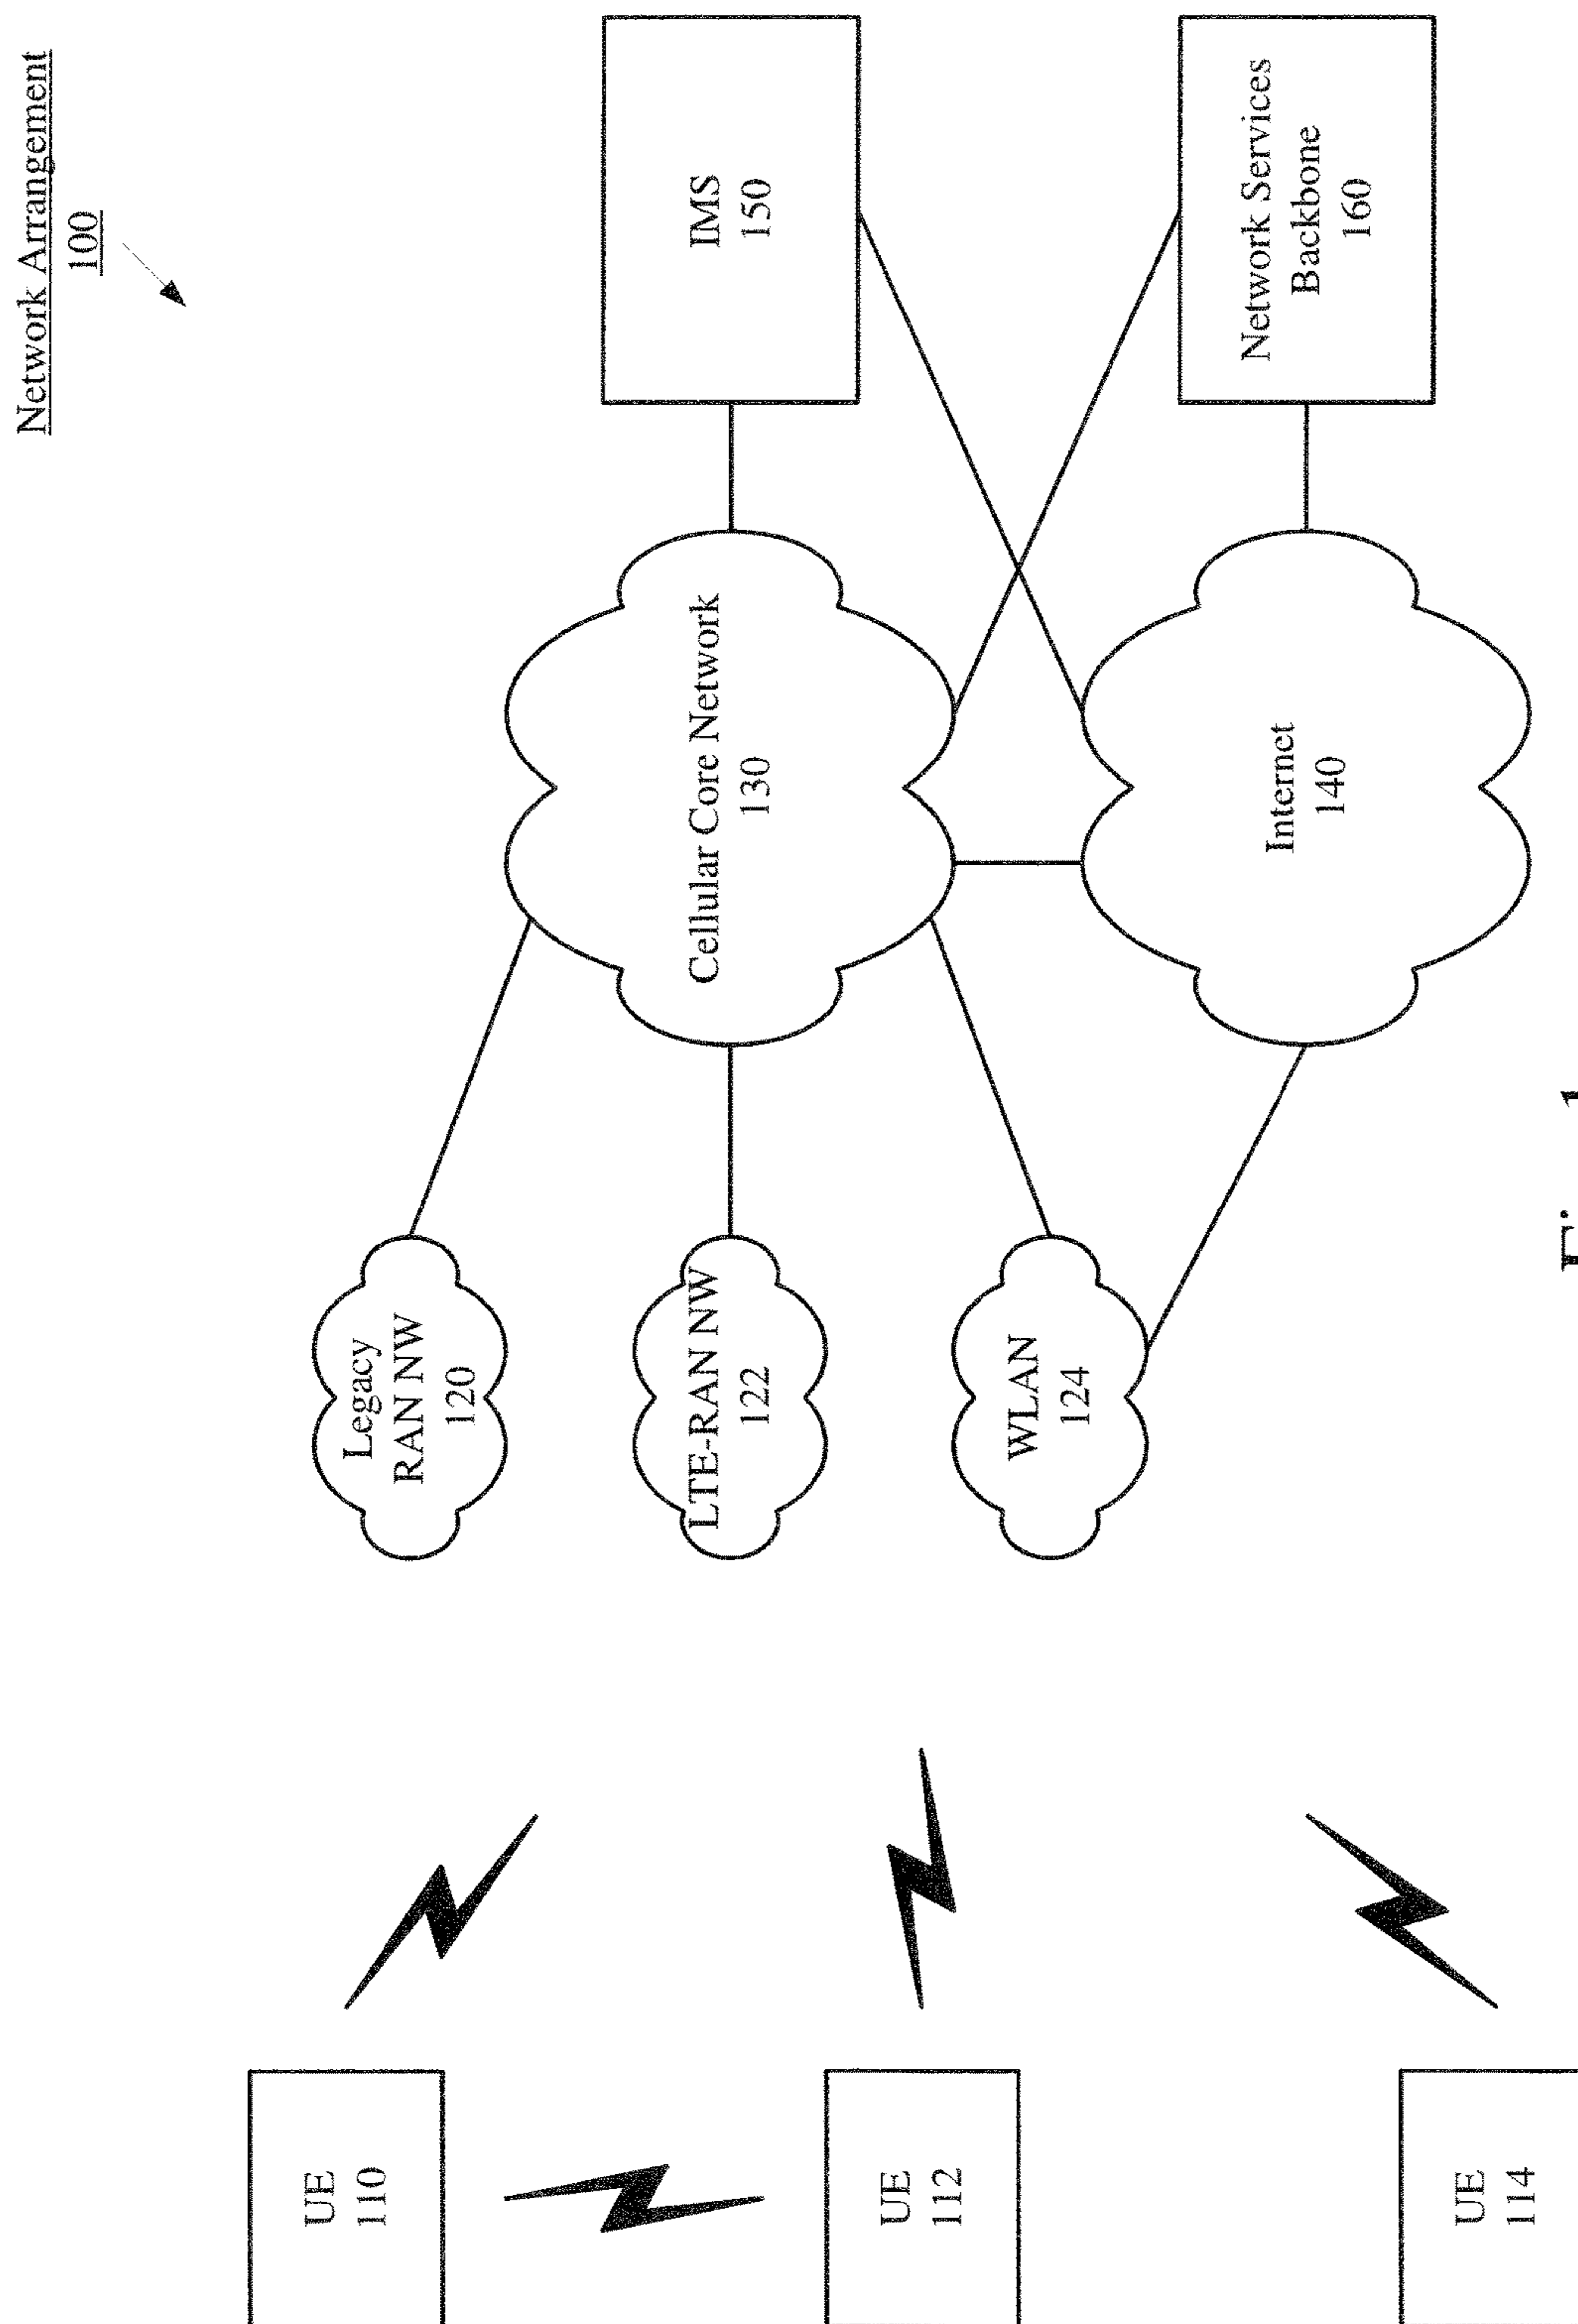 Network Arrangement
100
UE
110
UE
112
UE
114
Legacy
RAN NW
120
LTE-RAN NW
122
WLAN
124
Cellular Core Network
130
Internet
140
IMS
150
Network Services
Backbone
160